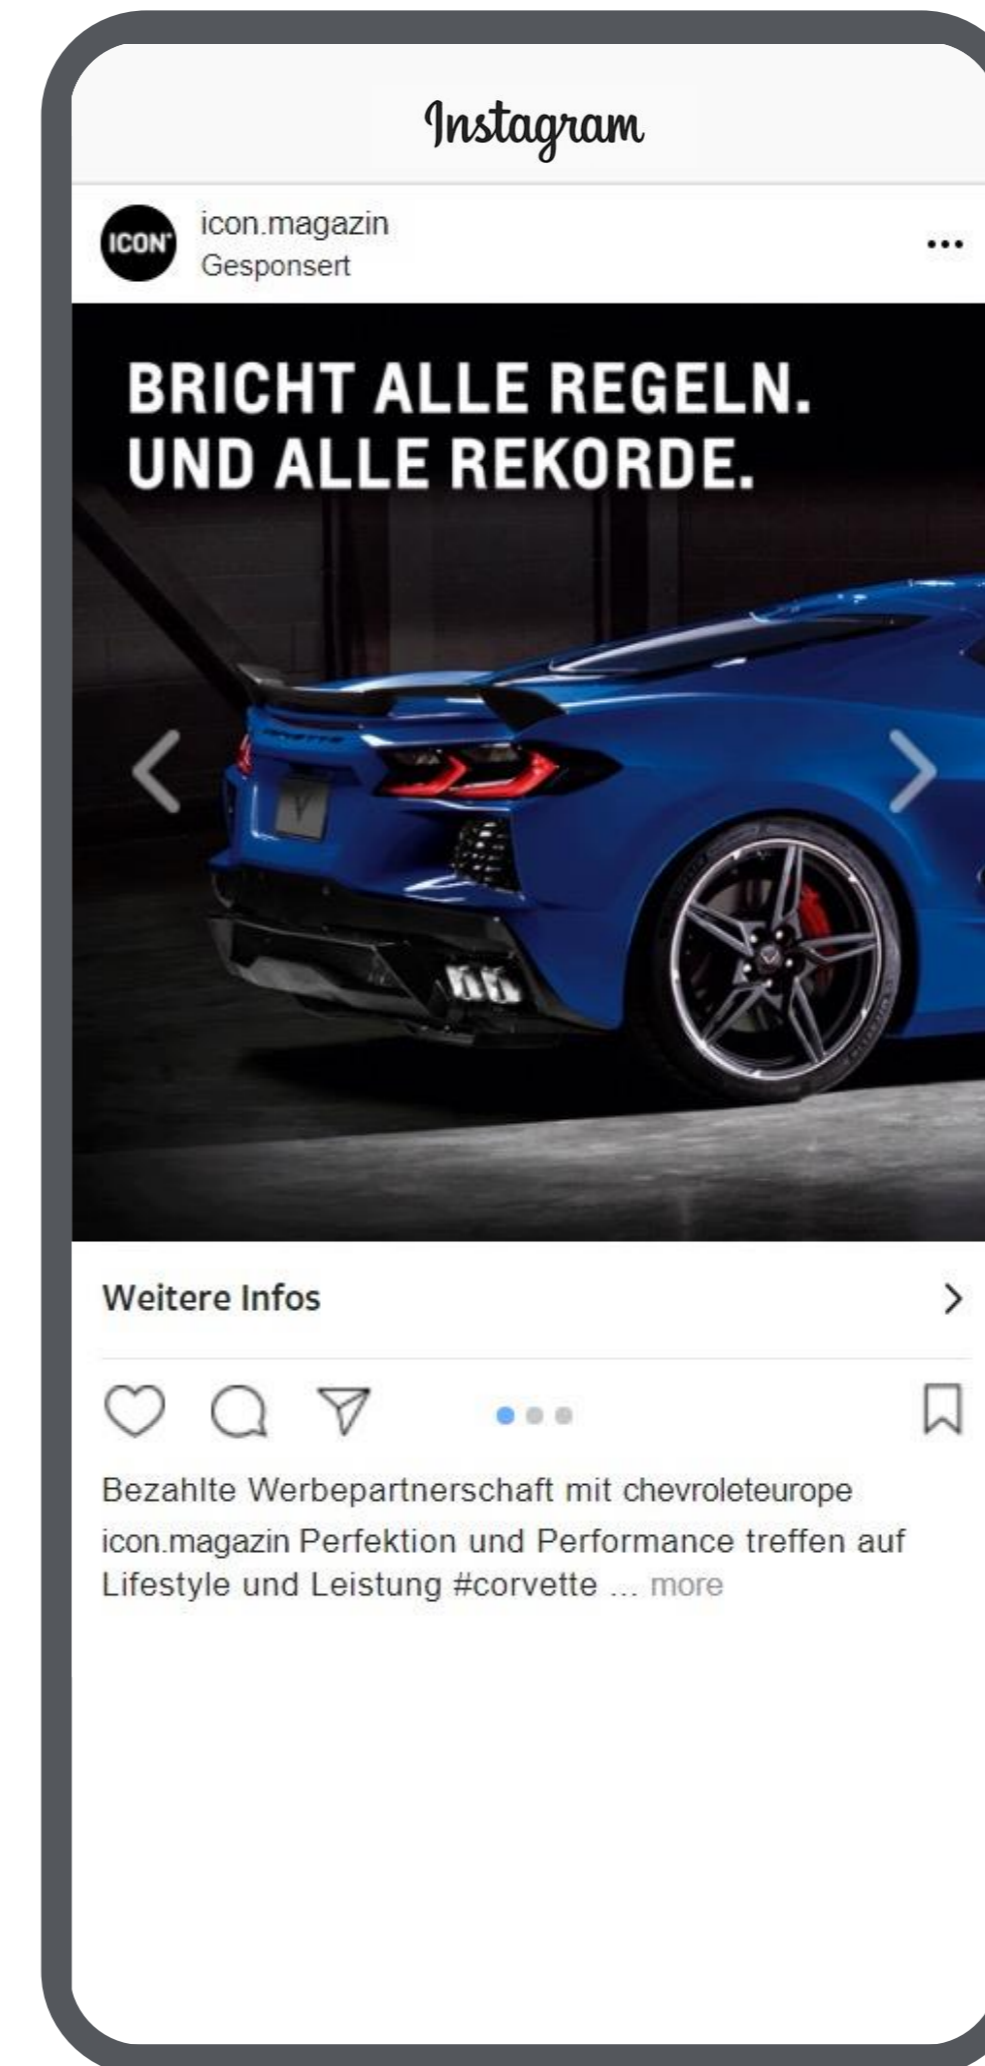 Instagram
ICON
icon.magazin
Gesponsert
BRICHT ALLE REGELN.
UND ALLE REKORDE.
CORVETTE
Weitere Infos
Bezahlte Werbepartnerschaft mit chevroleteurope
icon.magazin Perfektion und Performance treffen auf
Lifestyle und Leistung #corvette ... more